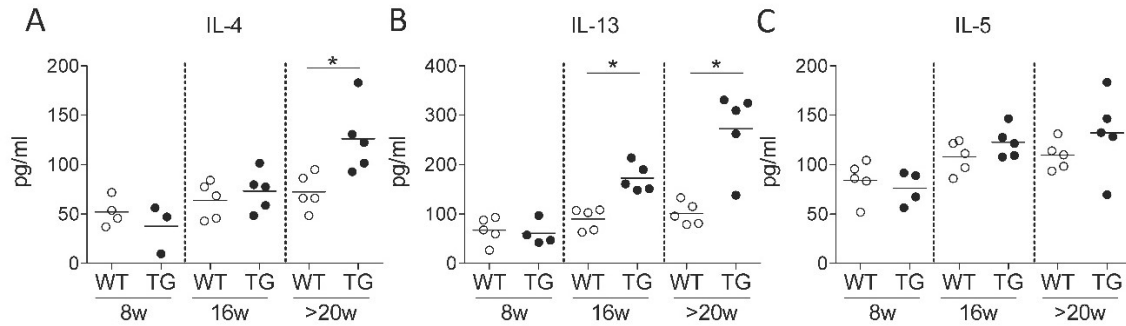 A IL-4
pg/ml
200
150
100
50
0
*
WT TG WT TG WT TG
8w 16w >20w
B IL-13
pg/ml
400
300
200
100
0
* *
WT TG WT TG WT TG
8w 16w >20w
C IL-5
pg/ml
200
150
100
50
0
WT TG WT TG WT TG
8w 16w >20w